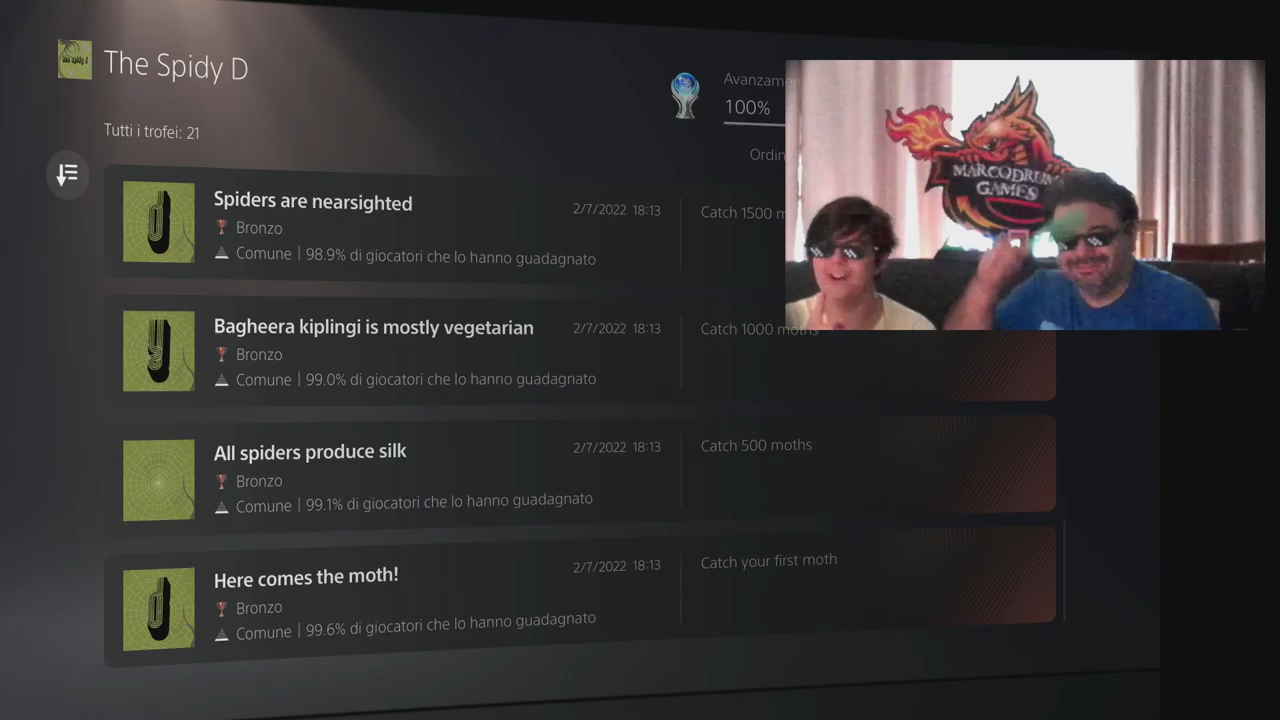 The Spidy D
Avanzame
100%
Tutti i trofei: 21
Ordin
MARCODRUM
GAMES
Spiders are nearsighted
2/7/2022 18:13
Catch 1500 m
Bronzo
Comune | 98.9% di giocatori che lo hanno guadagnato
Bagheera kiplingi is mostly vegetarian
2/7/2022 18:13
Catch 1000 moths
Bronzo
Comune | 99.0% di giocatori che lo hanno guadagnato
All spiders produce silk
2/7/2022 18:13
Catch 500 moths
Bronzo
Comune | 99.1% di giocatori che lo hanno guadagnato
Here comes the moth!
2/7/2022 18:13
Catch your first moth
Bronzo
Comune | 99.6% di giocatori che lo hanno guadagnato